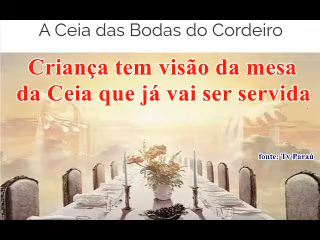 A Ceia das Bodas do Cordeiro
Criança tem visão da mesa
da Ceia que já vai ser servida
fonte: Tv Paraú